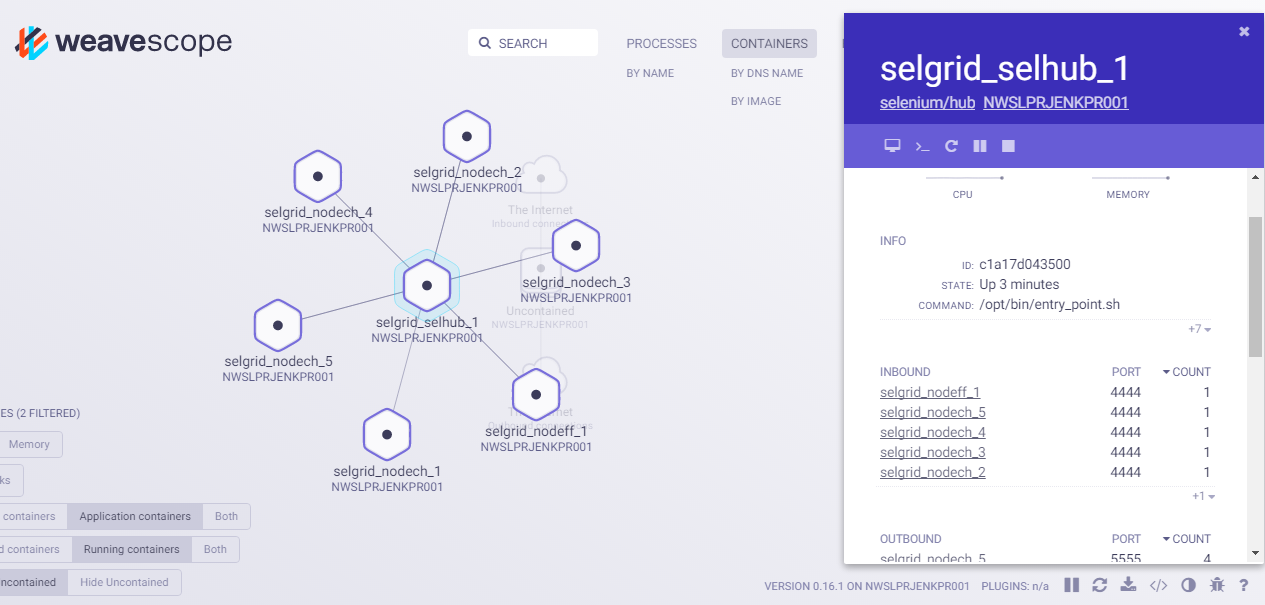 weavescope
SEARCH
PROCESSES
BY NAME
CONTAINERS
BY DNS NAME
BY IMAGE
selgrid_nodech_2
NWSLPRJENKPR001
selgrid_nodech_4
NWSLPRJENKPR001
The Internet
Inbound
selgrid_nodech_3
NWSLPRJENKPR001
Uncontained
NWSLPRJENKPR001
selgrid_selhub_1
NWSLPRJENKPR001
selgrid_nodech_5
NWSLPRJENKPR001
selgrid_nodeff_1
NWSLPRJENKPR001
selgrid_nodech_1
NWSLPRJENKPR001
ES (2 FILTERED)
Memory
ks
containers Application containers Both
d containers Running containers Both
ncontained Hide Uncontained
selgrid_selhub_1
selenium/hub NWSLPRJENKPR001
>_
CPU MEMORY
INFO
ID: c1a17d043500
STATE: Up 3 minutes
COMMAND: /opt/bin/entry_point.sh
+7
INBOUND PORT COUNT
selgrid_nodeff_1 4444 1
selgrid_nodech_5 4444 1
selgrid_nodech_4 4444 1
selgrid_nodech_3 4444 1
selgrid_nodech_2 4444 1
+1
OUTBOUND PORT COUNT
selgrid_nodech_5 5555 4
VERSION 0.16.1 ON NWSLPRJENKPR001 PLUGINS: n/a </> ?